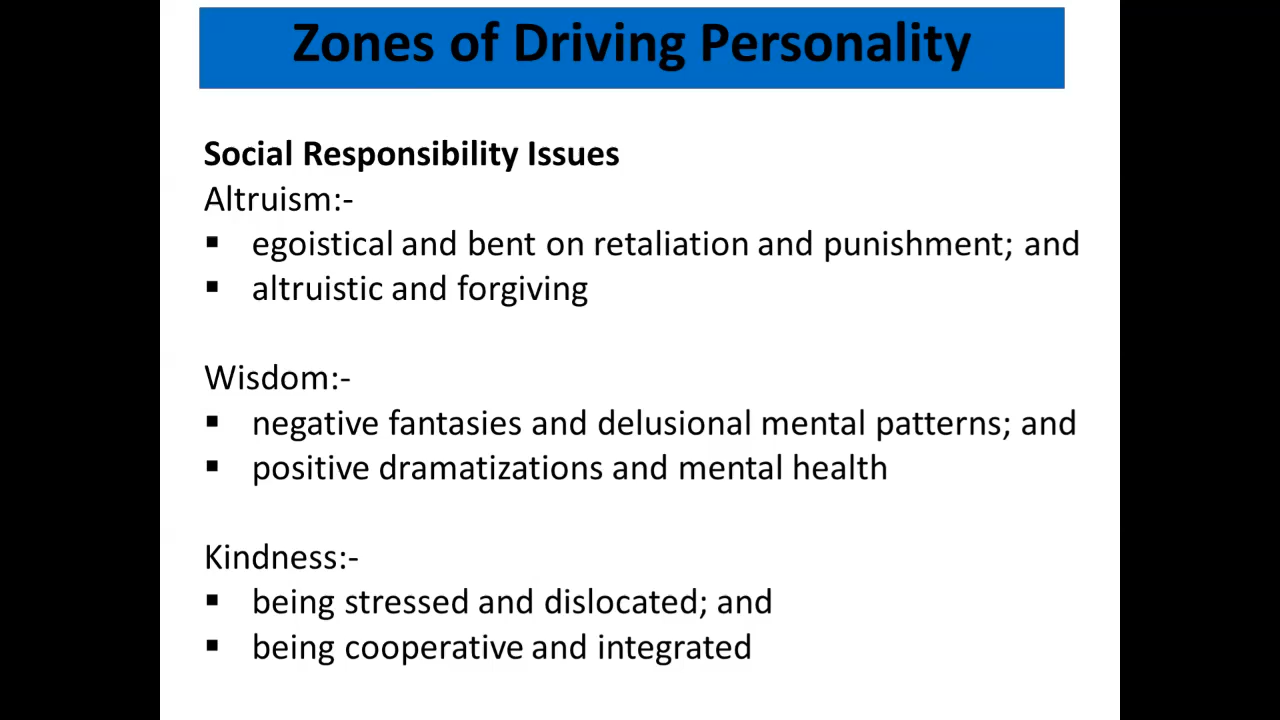 Zones of Driving Personality
Social Responsibility Issues
Altruism:-
▪ egoistical and bent on retaliation and punishment; and
▪ altruistic and forgiving
Wisdom:-
▪ negative fantasies and delusional mental patterns; and
▪ positive dramatizations and mental health
Kindness:-
▪ being stressed and dislocated; and
▪ being cooperative and integrated